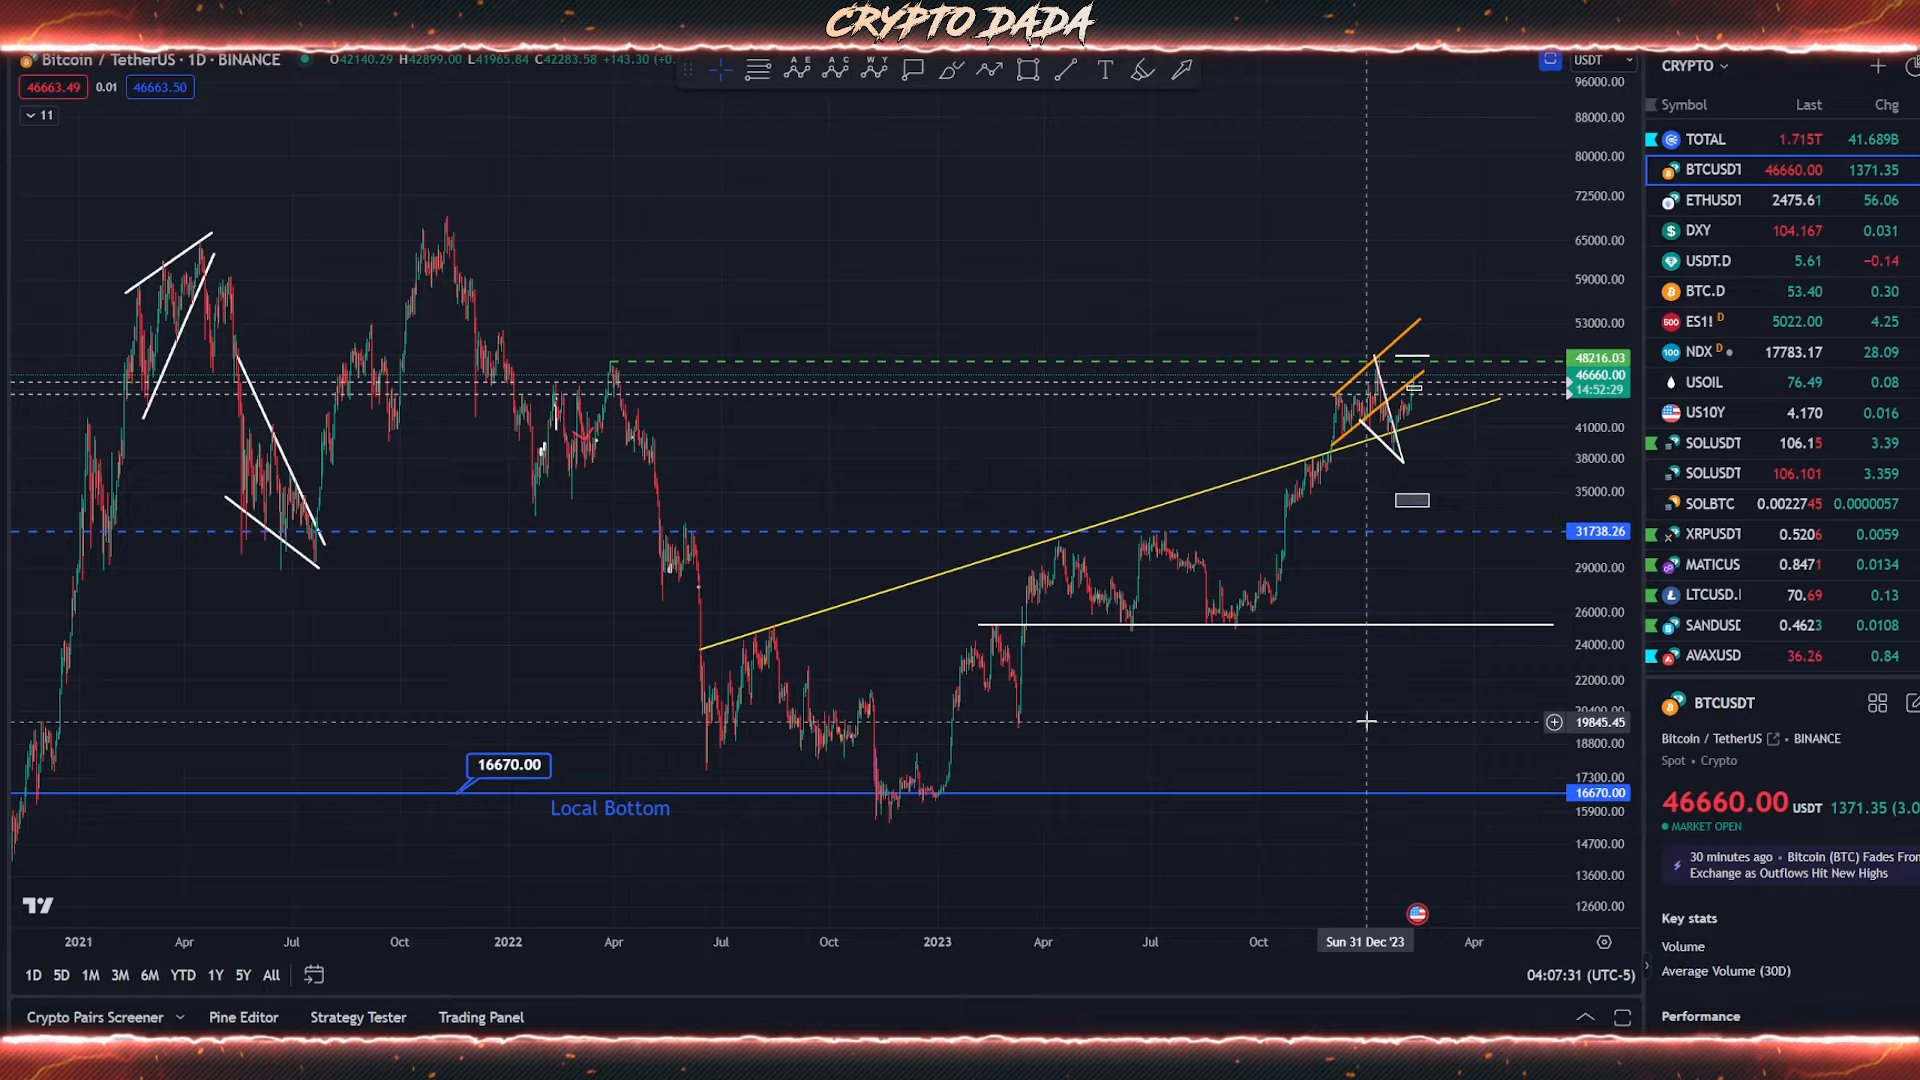 CRYPTO DADA
Bitcoin / TetherUS · 1D · BINANCE
O42140.29 H42899.00 L41965.84 C42283.58 +143.30 (+0.
USDT
46663.49 0.01 46663.50
11
A E
A C
W Y
T
96000.00
88000.00
80000.00
72500.00
65000.00
59000.00
53000.00
48216.03
46660.00
14:52:29
41000.00
38000.00
35000.00
31738.26
29000.00
26000.00
24000.00
22000.00
20400.00
19845.45
18800.00
17300.00
16670.00
15900.00
14700.00
13600.00
12600.00
16670.00
Local Bottom
2021 Apr Jul Oct 2022 Apr Jul Oct 2023 Apr Jul Oct Sun 31 Dec '23 Apr
1D 5D 1M 3M 6M YTD 1Y 5Y All
04:07:31 (UTC-5)
Crypto Pairs Screener Pine Editor Strategy Tester Trading Panel
CRYPTO
Symbol Last Chg
TOTAL 1.715T 41.689B
BTCUSDT 46660.00 1371.35
ETHUSDT 2475.61 56.06
DXY 104.167 0.031
USDT.D 5.61 −0.14
BTC.D 53.40 0.30
500 ES1! D 5022.00 4.25
100 NDX D 17783.17 28.09
USOIL 76.49 0.08
US10Y 4.170 0.016
SOLUSDT 106.15 3.39
SOLUSDT 106.101 3.359
SOLBTC 0.0022745 0.0000057
XRPUSDT 0.5206 0.0059
MATICUS 0.8471 0.0134
LTCUSD.I 70.69 0.13
SANDUSD 0.4623 0.0108
AVAXUSD 36.26 0.84
BTCUSDT
Bitcoin / TetherUS · BINANCE
Spot · Crypto
46660.00 USDT 1371.35 (3.0
MARKET OPEN
30 minutes ago · Bitcoin (BTC) Fades From
Exchange as Outflows Hit New Highs
Key stats
Volume
Average Volume (30D)
Performance